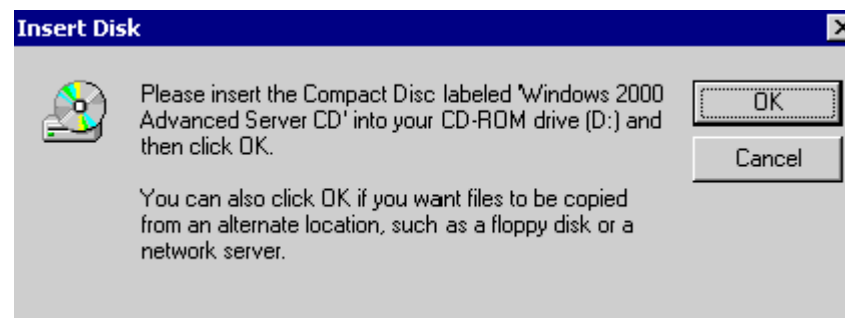 Insert Disk
Please insert the Compact Disc labeled 'Windows 2000
Advanced Server CD' into your CD-ROM drive (D:) and
then click OK.
You can also click OK if you want files to be copied
from an alternate location, such as a floppy disk or a
network server.
OK
Cancel